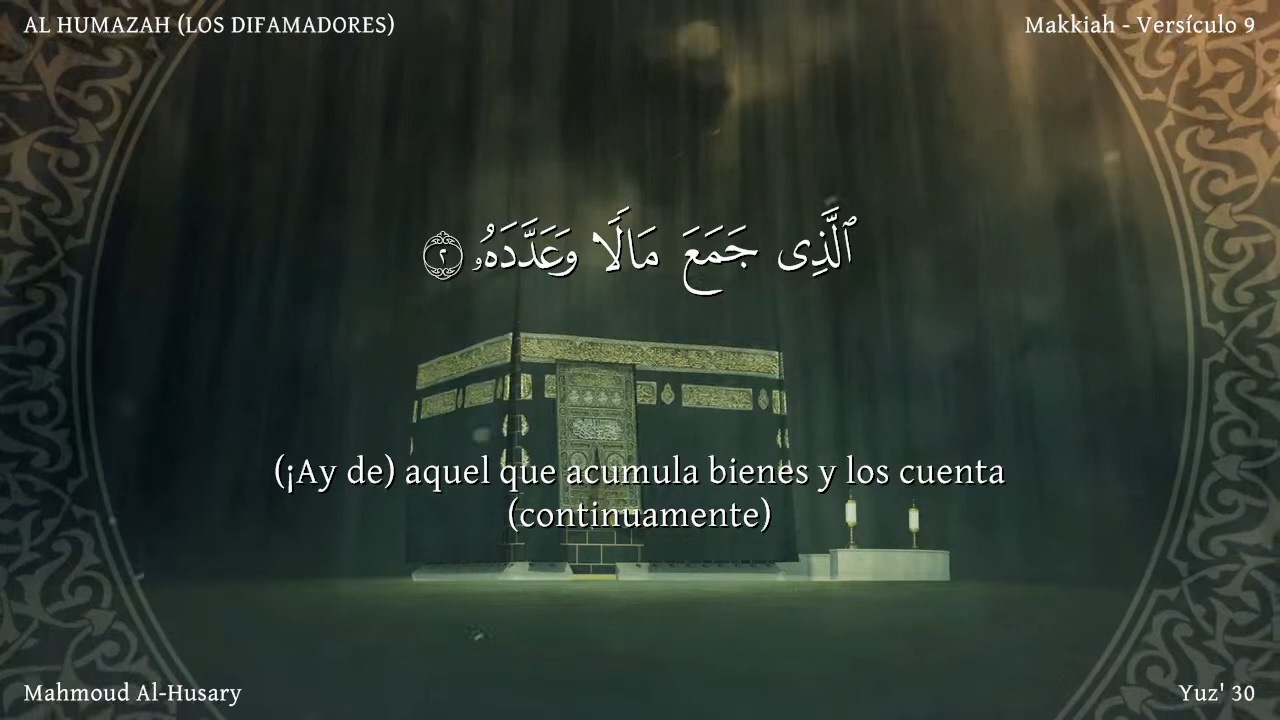 AL HUMAZAH (LOS DIFAMADORES)
Makkiah - Versículo 9
ٱلَّذِى جَمَعَ مَالًا وَعَدَّدَهُۥ ٢
(¡Ay de) aquel que acumula bienes y los cuenta
(continuamente)
Mahmoud Al-Husary
Yuz' 30